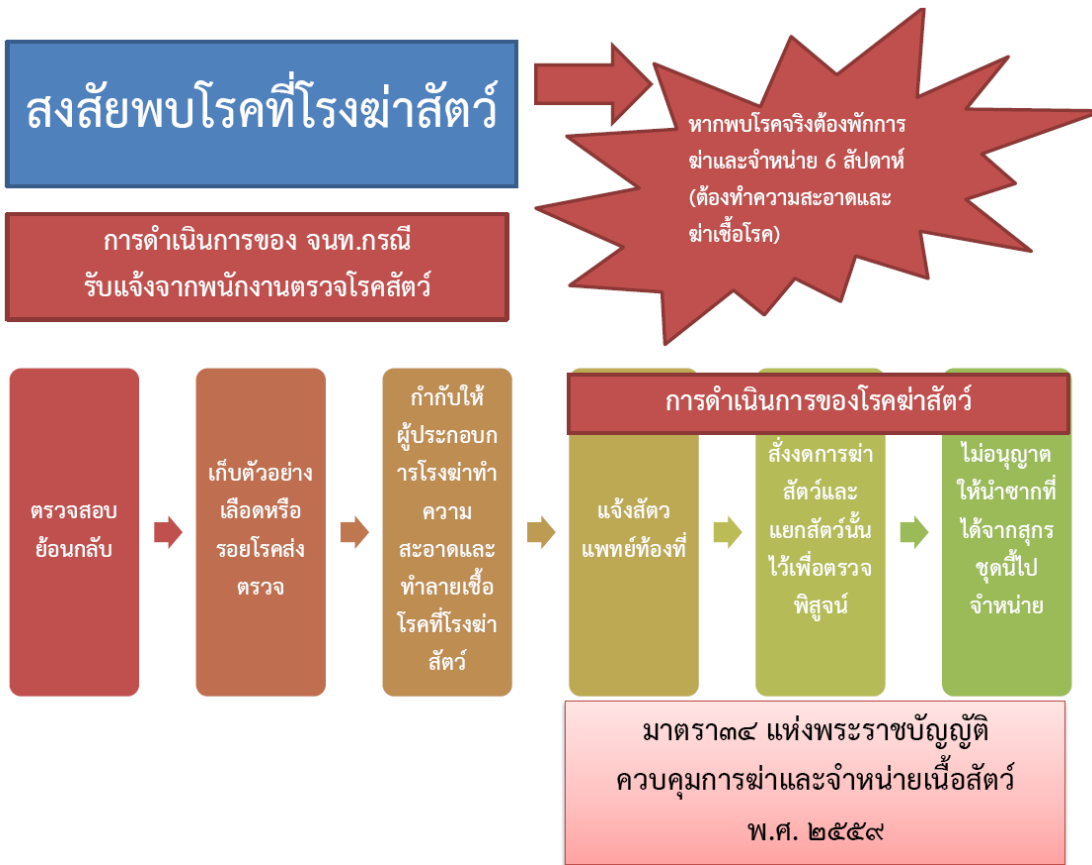 สงสัยพบโรคที่โรงฆ่าสัตว์
หากพบโรคจริงต้องพักการ
ฆ่าและจำหน่าย 6 สัปดาห์
(ต้องทำความสะอาดและ
ฆ่าเชื้อโรค)
การดำเนินการของ จนท.กรณี
รับแจ้งจากพนักงานตรวจโรคสัตว์
ตรวจสอบ
ย้อนกลับ
เก็บตัวอย่าง
เลือดหรือ
รอยโรคส่ง
ตรวจ
กำกับให้
ผู้ประกอบก
ารโรงฆ่าทำ
ความ
สะอาดและ
ทำลายเชื้อ
โรคที่โรงฆ่า
สัตว์
การดำเนินการของโรคฆ่าสัตว์
แจ้งสัตว
แพทย์ท้องที่
สั่งงดการฆ่า
สัตว์และ
แยกสัตว์นั้น
ไว้เพื่อตรวจ
พิสูจน์
ไม่อนุญาต
ให้นำซากที่
ได้จากสุกร
ชุดนี้ไป
จำหน่าย
มาตรา๓๔ แห่งพระราชบัญญัติ
ควบคุมการฆ่าและจำหน่ายเนื้อสัตว์
พ.ศ. ๒๕๕๙